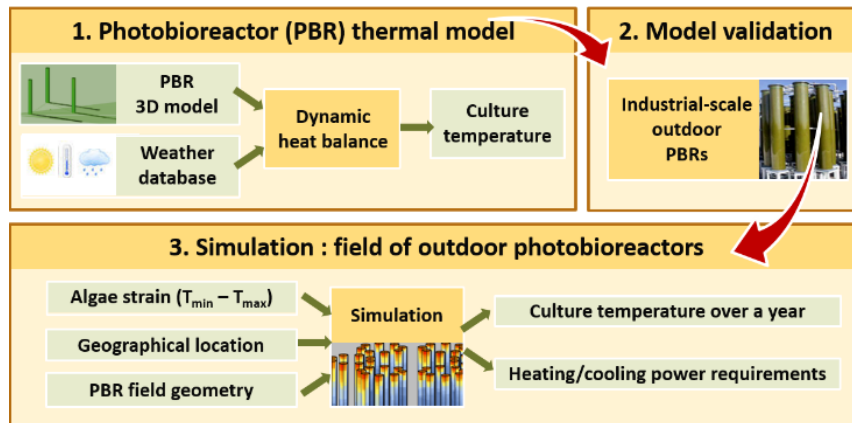 1. Photobioreactor (PBR) thermal model
PBR
3D model
Weather
database
Dynamic
heat balance
Culture
temperature
2. Model validation
Industrial-scale
outdoor
PBRs
3. Simulation : field of outdoor photobioreactors
Algae strain (Tmin – Tmax)
Geographical location
PBR field geometry
Simulation
Culture temperature over a year
Heating/cooling power requirements